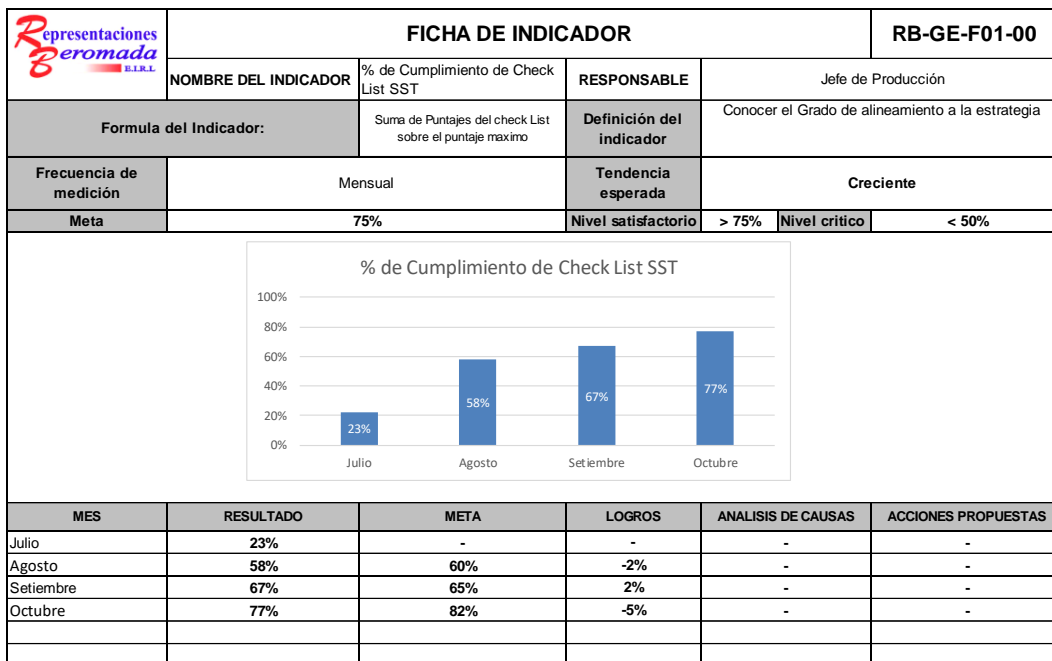 Representaciones
Beromada
E.I.R.L
FICHA DE INDICADOR
RB-GE-F01-00
NOMBRE DEL INDICADOR
% de Cumplimiento de Check
List SST
RESPONSABLE
Jefe de Producción
Formula del Indicador:
Suma de Puntajes del check List
sobre el puntaje maximo
Definición del
indicador
Conocer el Grado de alineamiento a la estrategia
Frecuencia de
medición
Mensual
Tendencia
esperada
Creciente
Meta
75%
Nivel satisfactorio
> 75%
Nivel critico
< 50%
% de Cumplimiento de Check List SST
100%
80%
60%
40%
20%
0%
23%
58%
67%
77%
Julio
Agosto
Setiembre
Octubre
MES RESULTADO META LOGROS ANALISIS DE CAUSAS ACCIONES PROPUESTAS
Julio 23% - - - -
Agosto 58% 60% -2% - -
Setiembre 67% 65% 2% - -
Octubre 77% 82% -5% - -